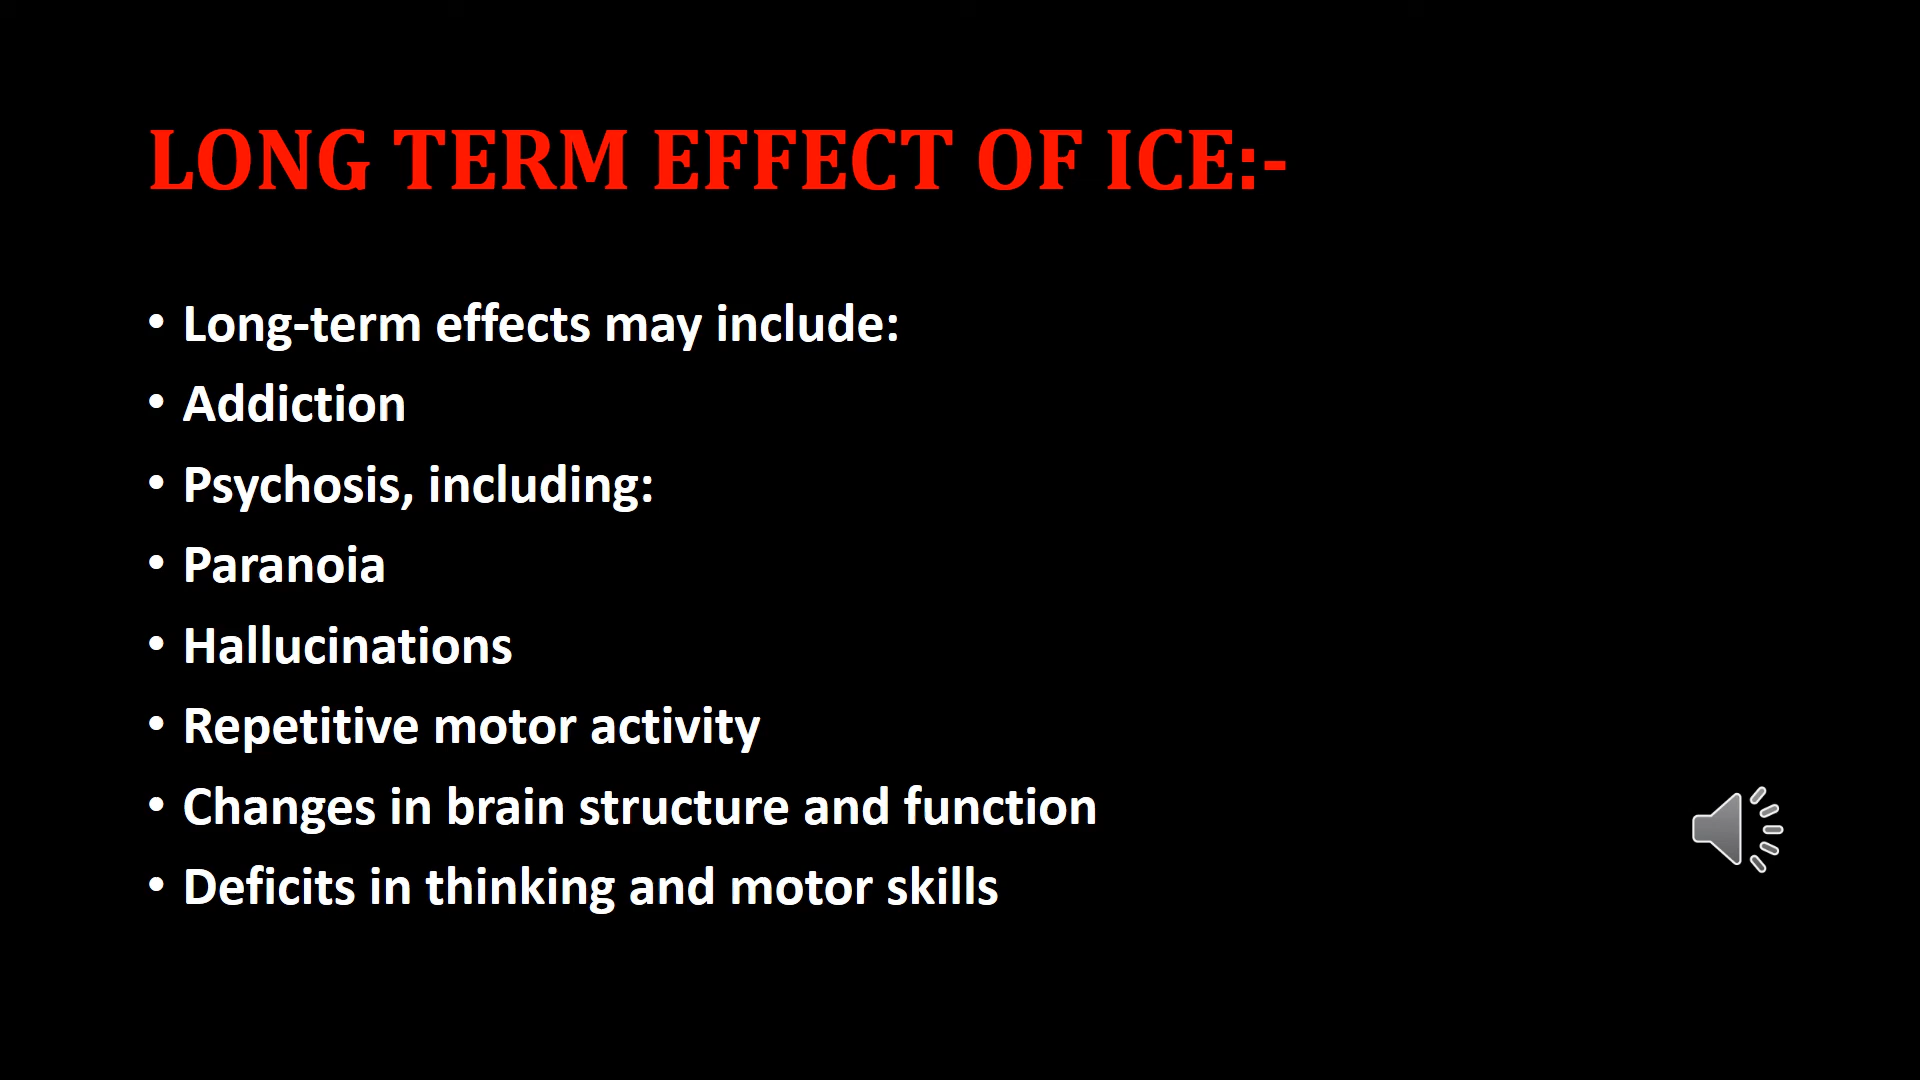 LONG TERM EFFECT OF ICE:-
• Long-term effects may include:
• Addiction
• Psychosis, including:
• Paranoia
• Hallucinations
• Repetitive motor activity
• Changes in brain structure and function
• Deficits in thinking and motor skills